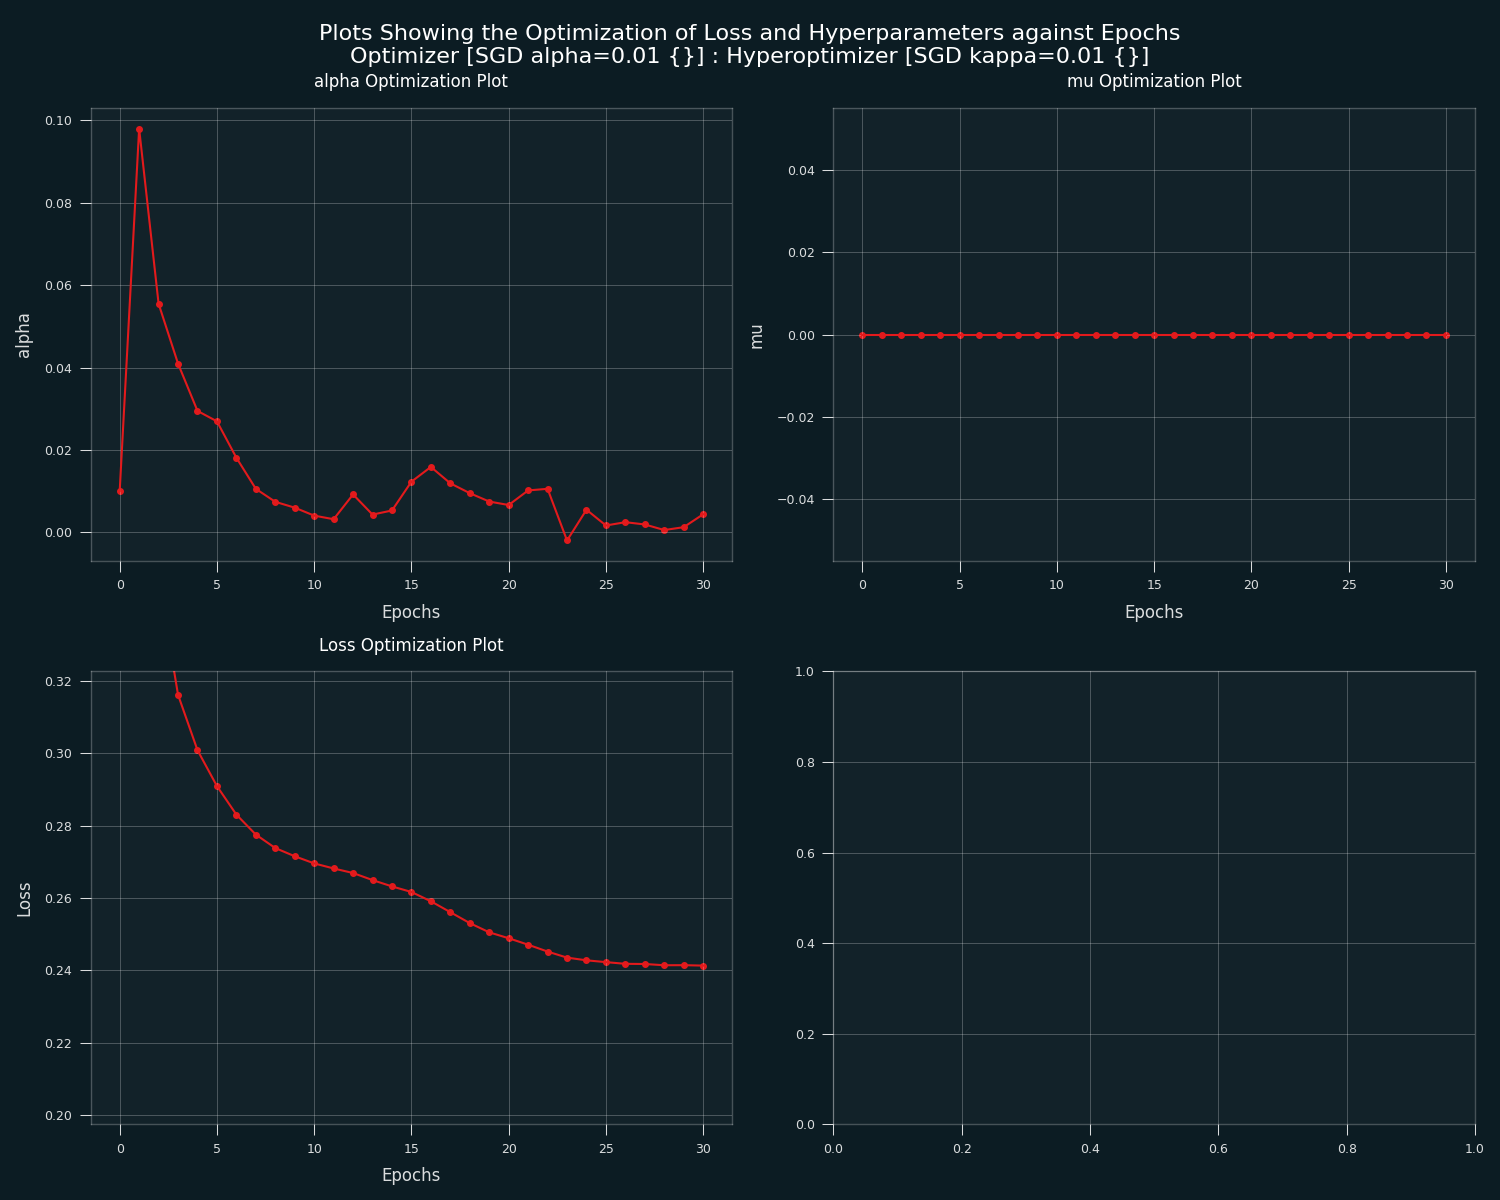 Plots Showing the Optimization of Loss and Hyperparameters against Epochs
Optimizer [SGD alpha=0.01 {}] : Hyperoptimizer [SGD kappa=0.01 {}]
alpha Optimization Plot
0.10
0.08
0.06
0.04
0.02
0.00
alpha
0 5 10 15 20 25 30
Epochs
mu Optimization Plot
0.04
0.02
0.00
−0.02
−0.04
mu
0 5 10 15 20 25 30
Epochs
Loss Optimization Plot
0.32
0.30
0.28
0.26
0.24
0.22
0.20
Loss
0 5 10 15 20 25 30
Epochs
1.0
0.8
0.6
0.4
0.2
0.0
0.0 0.2 0.4 0.6 0.8 1.0